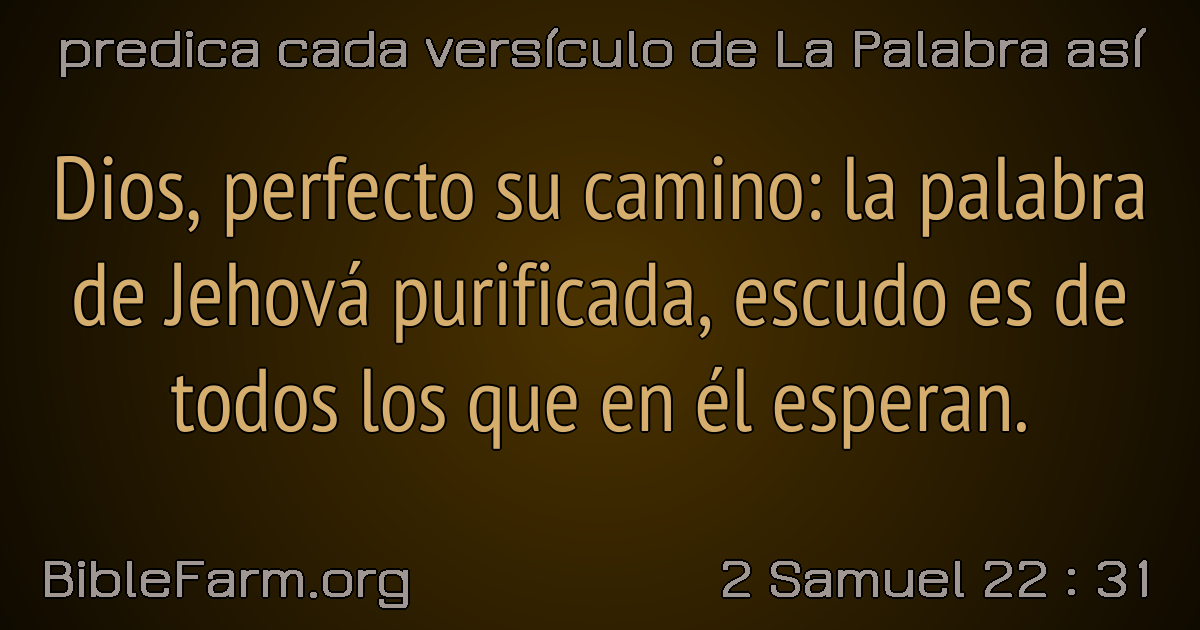 predica cada versículo de La Palabra así
Dios, perfecto su camino: la palabra
de Jehová purificada, escudo es de
todos los que en él esperan.
BibleFarm.org
2 Samuel 22 : 31